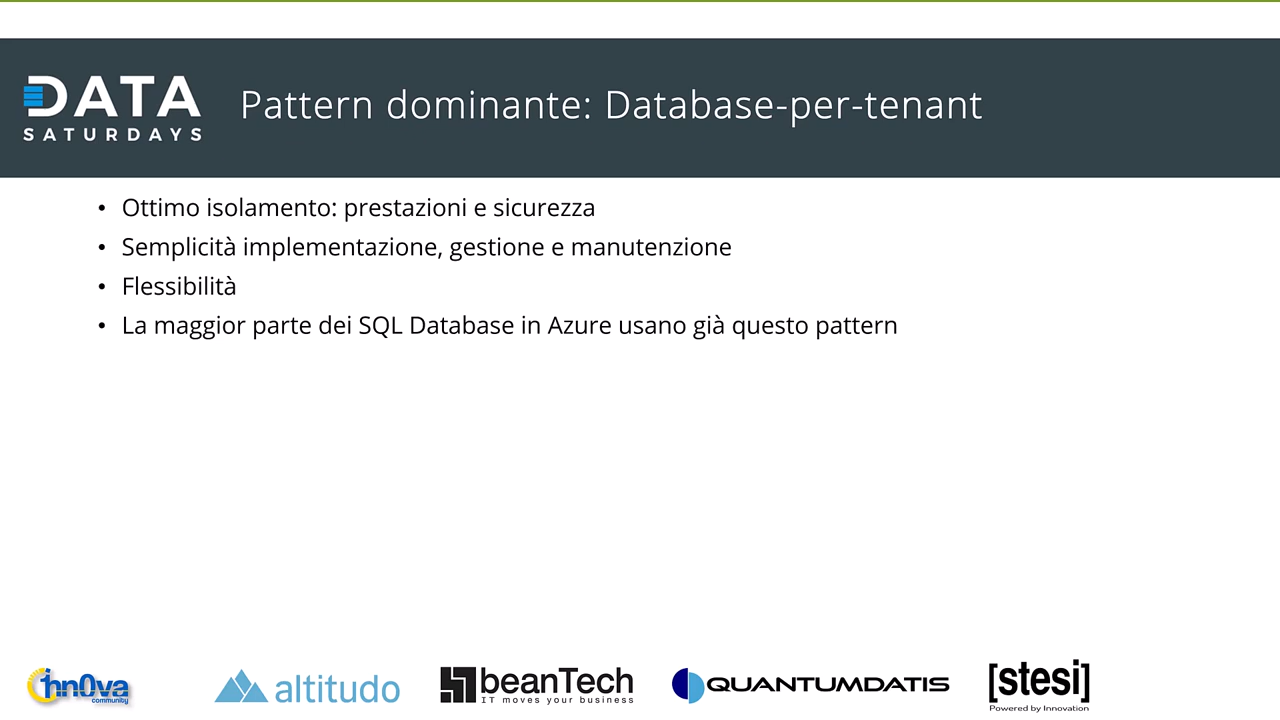 DATA
SATURDAYS
Pattern dominante: Database-per-tenant
• Ottimo isolamento: prestazioni e sicurezza
• Semplicità implementazione, gestione e manutenzione
• Flessibilità
• La maggior parte dei SQL Database in Azure usano già questo pattern
1nn0va
community
altitudo
beanTech
IT moves your business
QUANTUMDATIS
[stesi]
Powered by Innovation